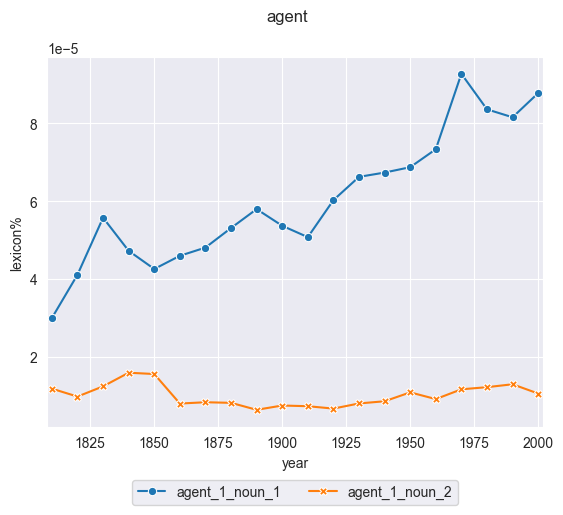 agent
1e−5
8
6
4
2
lexicon%
1825 1850 1875 1900 1925 1950 1975 2000
year
agent_1_noun_1 agent_1_noun_2